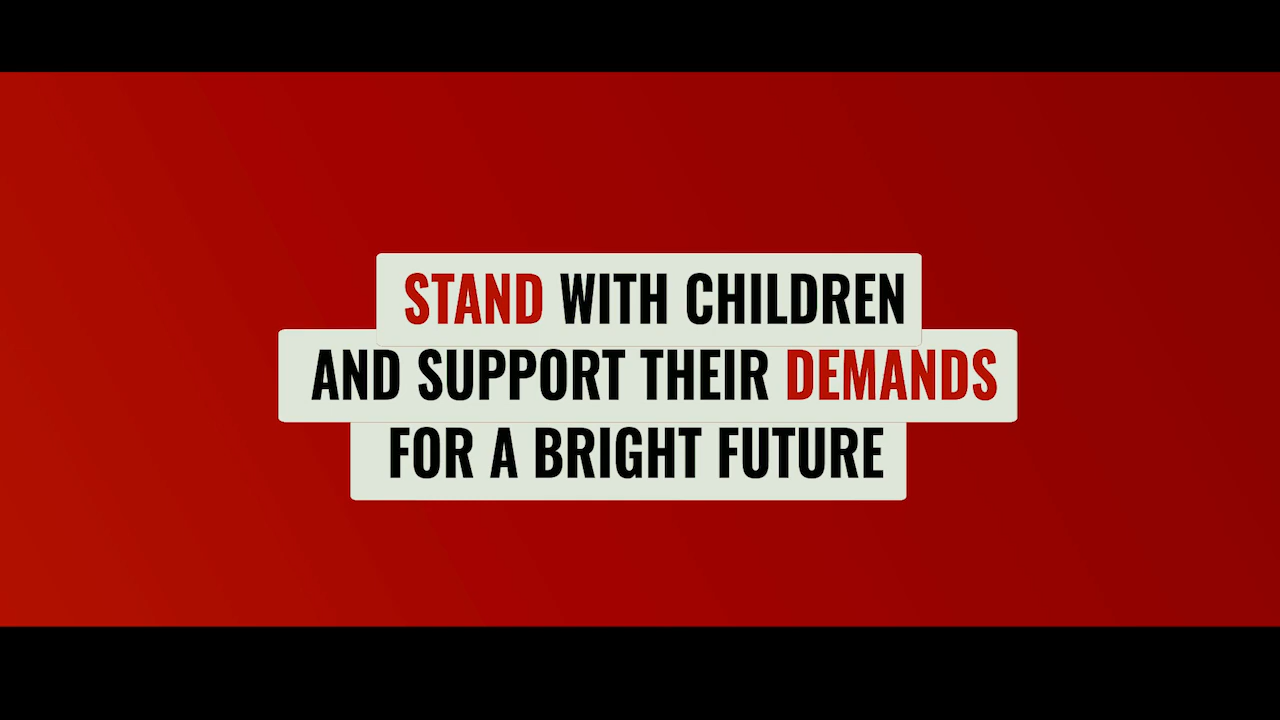 STAND WITH CHILDREN
AND SUPPORT THEIR DEMANDS
FOR A BRIGHT FUTURE